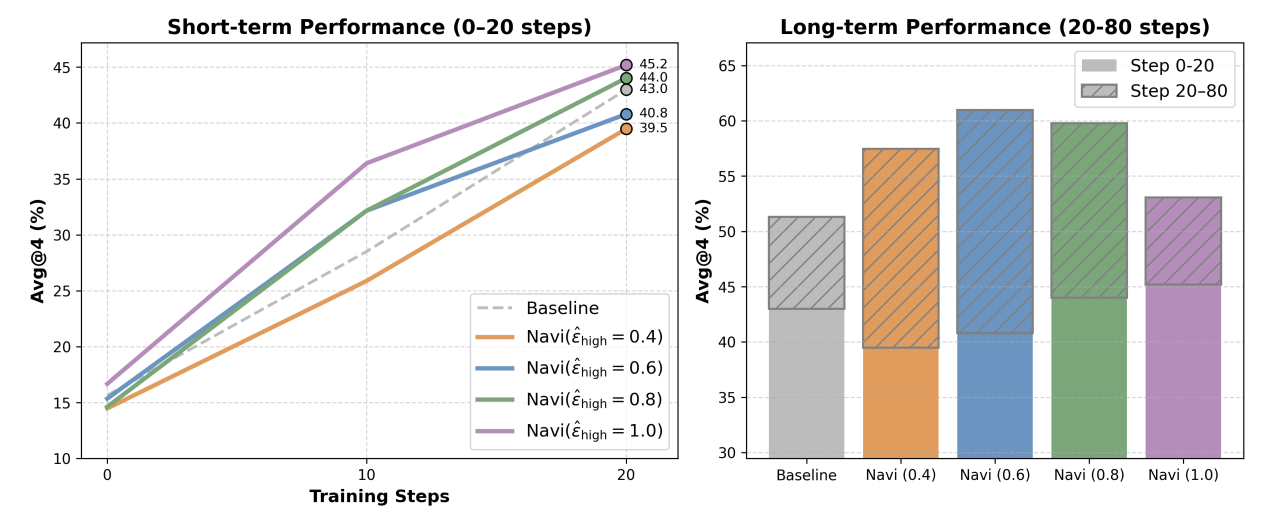 Short-term Performance (0–20 steps)
Avg@4 (%)
45
40
35
30
25
20
15
10
45.2
44.0
43.0
40.8
39.5
Baseline
Navi(ε̂high = 0.4)
Navi(ε̂high = 0.6)
Navi(ε̂high = 0.8)
Navi(ε̂high = 1.0)
0
10
20
Training Steps
Long-term Performance (20-80 steps)
Avg@4 (%)
65
60
55
50
45
40
35
30
Step 0-20
Step 20–80
Baseline
Navi (0.4)
Navi (0.6)
Navi (0.8)
Navi (1.0)